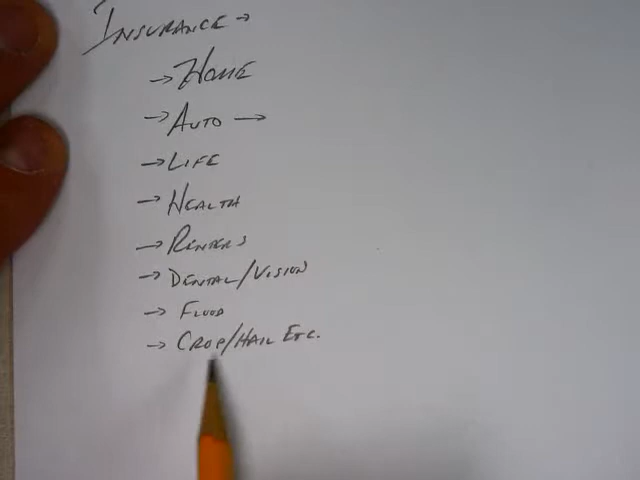 INSURANCE →
→ HOME
→ AUTO →
→ LIFE
→ HEALTH
→ RENTERS
→ DENTAL/VISION
→ FLOOD
→ CROP/HAIL ETC.